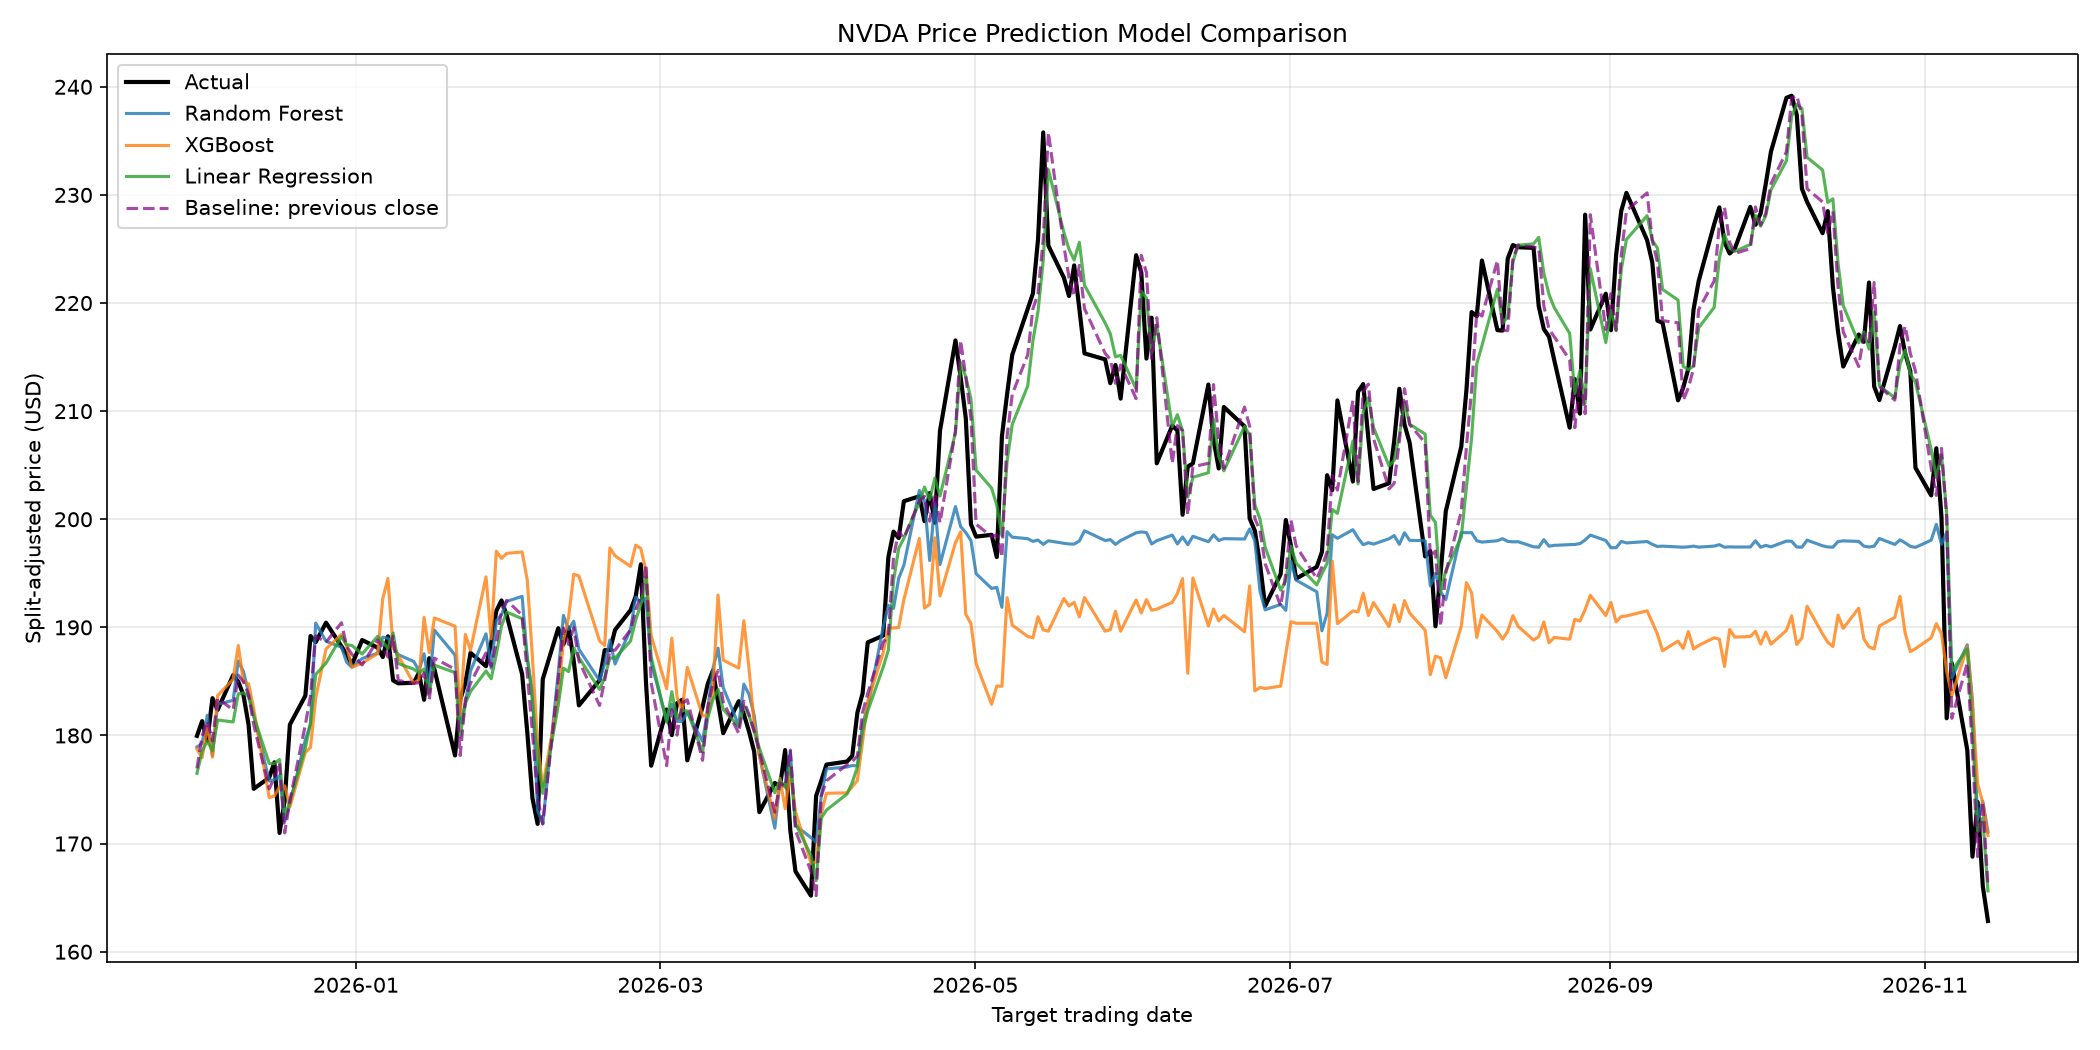 NVDA Price Prediction Model Comparison
Actual
Random Forest
XGBoost
Linear Regression
Baseline: previous close
240
230
220
210
200
190
180
170
160
Split-adjusted price (USD)
2026-01
2026-03
2026-05
2026-07
2026-09
2026-11
Target trading date